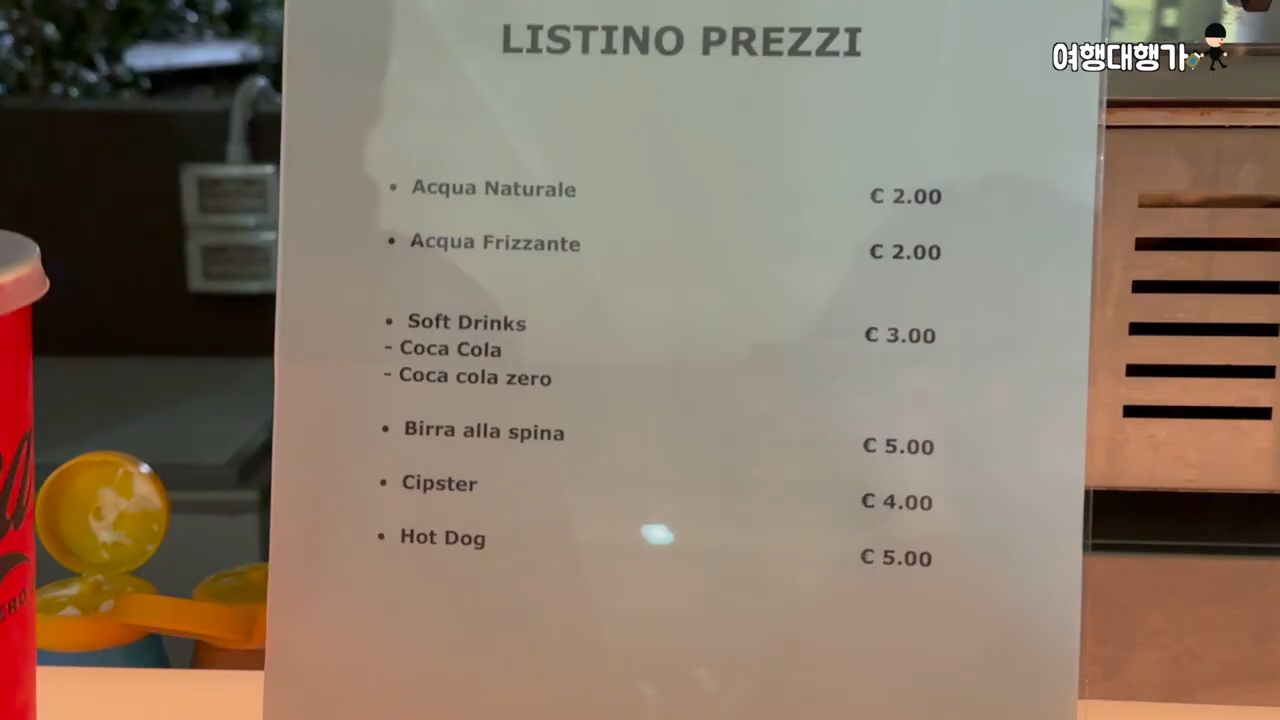 LISTINO PREZZI
여행대행가
• Acqua Naturale € 2.00
• Acqua Frizzante € 2.00
• Soft Drinks € 3.00
- Coca Cola
- Coca cola zero
• Birra alla spina € 5.00
• Cipster € 4.00
• Hot Dog € 5.00